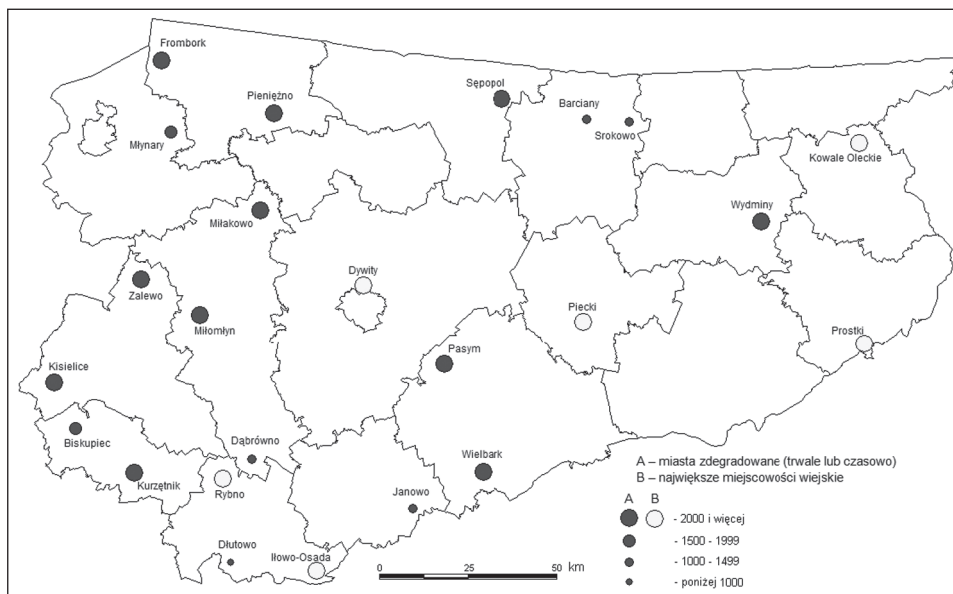 Frombork
Sępopol
Pieniężno
Barciany
Srokowo
Młynary
Kowale Oleckie
Wydminy
Miłakowo
Dywity
Zalewo
Miłomłyn
Piecki
Prostki
Pasym
Kisielice
Biskupiec
Dąbrówno
Wielbark
Kurzętnik
Rybno
Janowo
Dłutowo
Iłowo-Osada
0 25 50 km
A – miasta zdegradowane (trwale lub czasowo)
B – największe miejscowości wiejskie
A B
- 2000 i więcej
- 1500 - 1999
- 1000 - 1499
- poniżej 1000